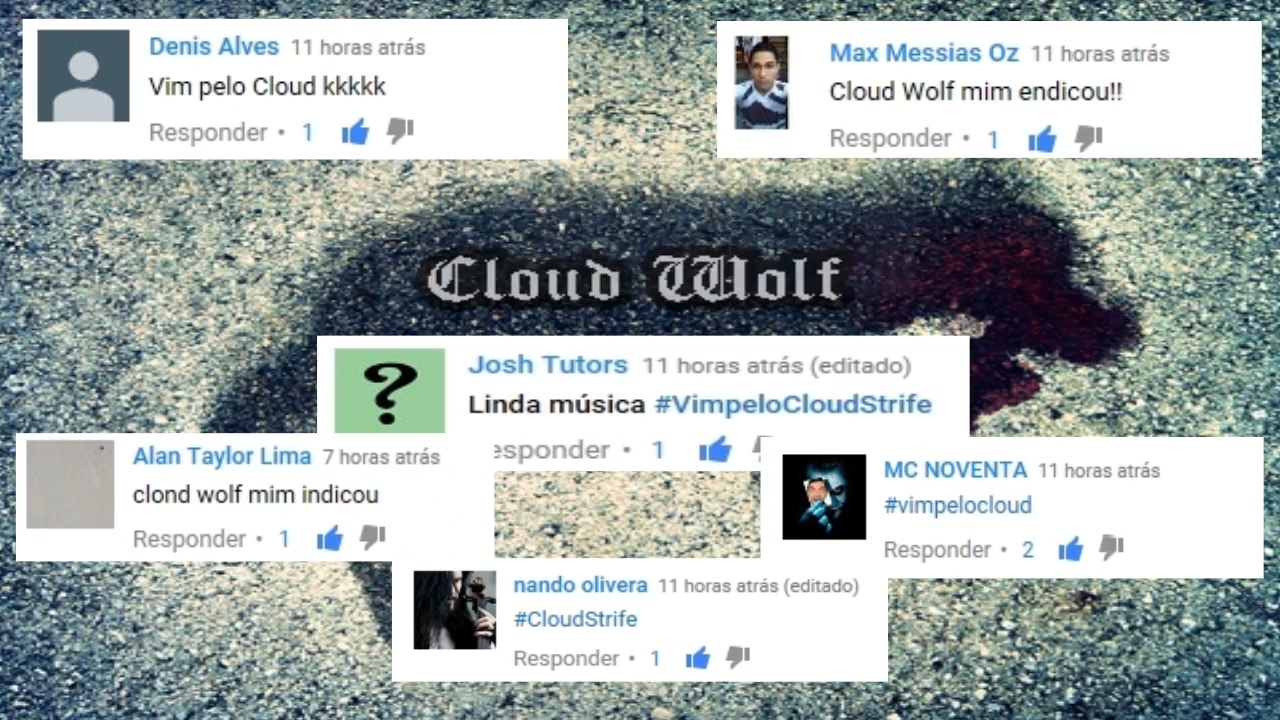 Denis Alves 11 horas atrás
Vim pelo Cloud kkkkk
Responder • 1
Max Messias Oz 11 horas atrás
Cloud Wolf mim endicou!!
Responder • 1
Cloud Wolf
?
Josh Tutors 11 horas atrás (editado)
Linda música #VimpeloCloudStrife
esponder • 1
Alan Taylor Lima 7 horas atrás
clond wolf mim indicou
Responder • 1
MC NOVENTA 11 horas atrás
#vimpelocloud
Responder • 2
nando olivera 11 horas atrás (editado)
#CloudStrife
Responder • 1